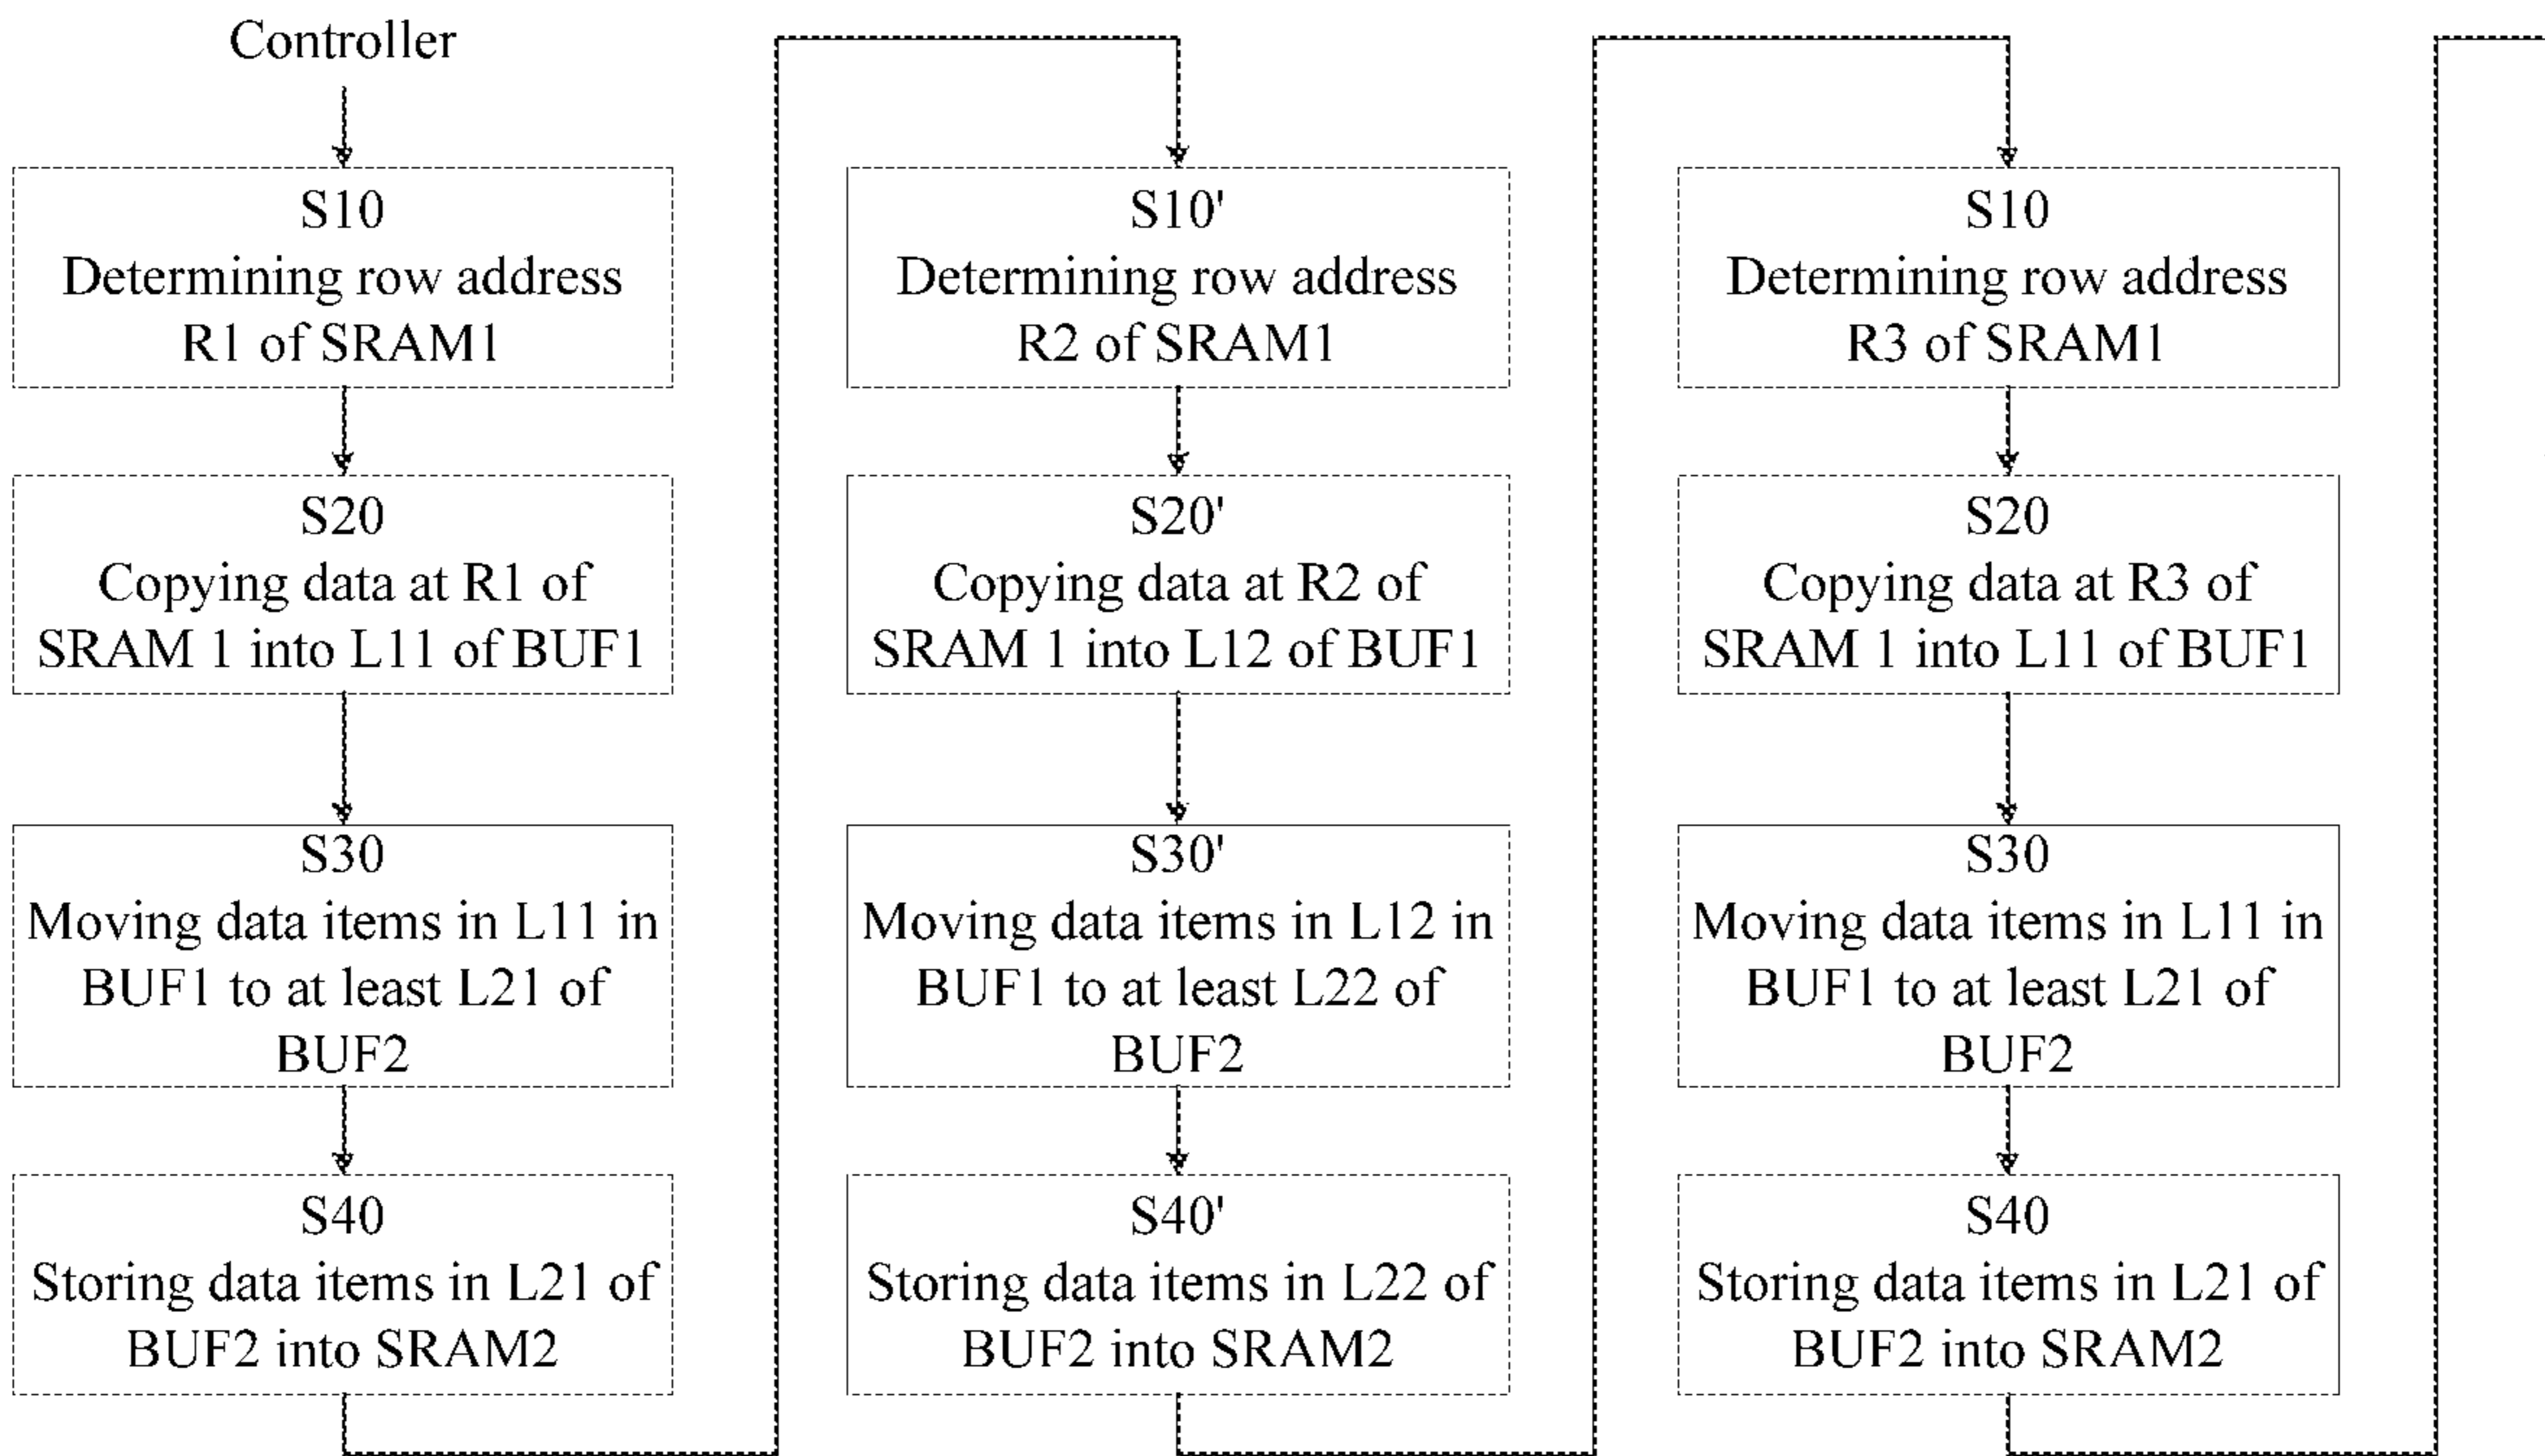 Controller
S10
Determining row address
R1 of SRAM1
S20
Copying data at R1 of
SRAM 1 into L11 of BUF1
S30
Moving data items in L11 in
BUF1 to at least L21 of
BUF2
S40
Storing data items in L21 of
BUF2 into SRAM2
S10'
Determining row address
R2 of SRAM1
S20'
Copying data at R2 of
SRAM 1 into L12 of BUF1
S30'
Moving data items in L12 in
BUF1 to at least L22 of
BUF2
S40'
Storing data items in L22 of
BUF2 into SRAM2
S10
Determining row address
R3 of SRAM1
S20
Copying data at R3 of
SRAM 1 into L11 of BUF1
S30
Moving data items in L11 in
BUF1 to at least L21 of
BUF2
S40
Storing data items in L21 of
BUF2 into SRAM2